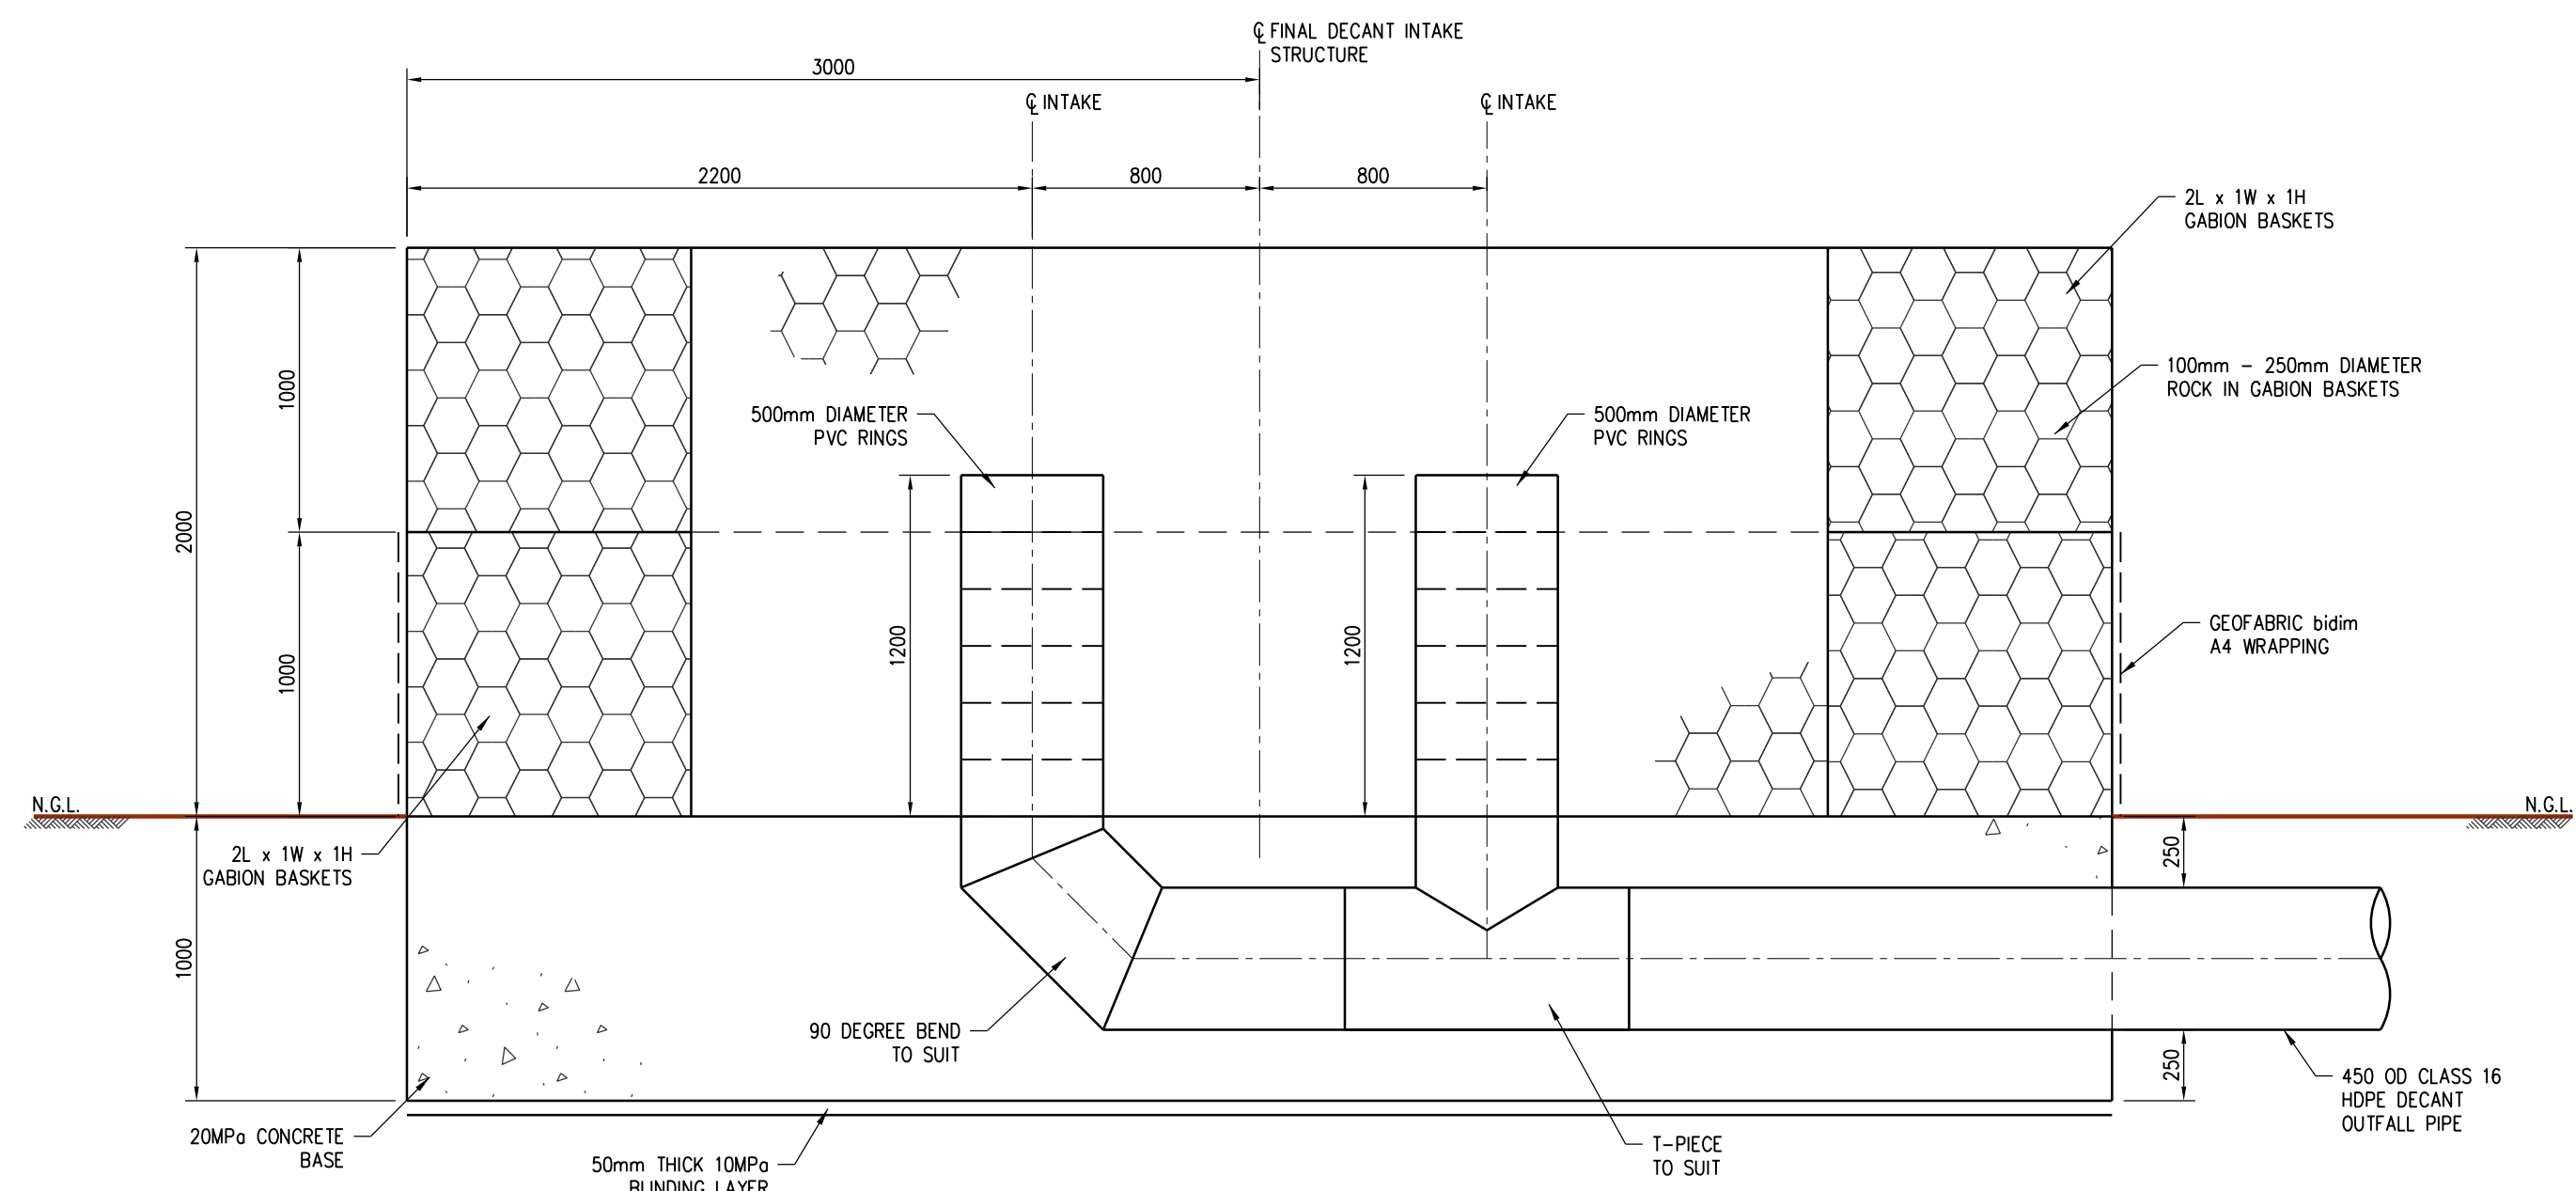 ℄ FINAL DECANT INTAKE
STRUCTURE
3000
℄ INTAKE
℄ INTAKE
2200
800
800
2L x 1W x 1H
GABION BASKETS
1000
2000
1000
100mm - 250mm DIAMETER
ROCK IN GABION BASKETS
500mm DIAMETER
PVC RINGS
500mm DIAMETER
PVC RINGS
1200
1200
GEOFABRIC bidim
A4 WRAPPING
N.G.L.
N.G.L.
2L x 1W x 1H
GABION BASKETS
250
1000
90 DEGREE BEND
TO SUIT
250
450 OD CLASS 16
HDPE DECANT
OUTFALL PIPE
20MPa CONCRETE
BASE
T-PIECE
TO SUIT
50mm THICK 10MPa
BLINDING LAYER